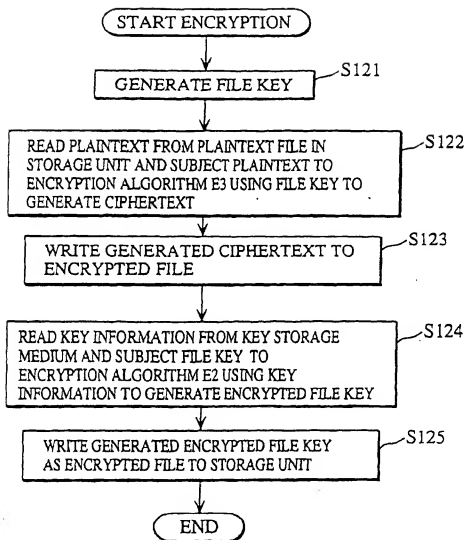 START ENCRYPTION
GENERATE FILE KEY
S121
READ PLAINTEXT FROM PLAINTEXT FILE IN
STORAGE UNIT AND SUBJECT PLAINTEXT TO
ENCRYPTION ALGORITHM E3 USING FILE KEY TO
GENERATE CIPHERTEXT
S122
WRITE GENERATED CIPHERTEXT TO
ENCRYPTED FILE
S123
READ KEY INFORMATION FROM KEY STORAGE
MEDIUM AND SUBJECT FILE KEY TO
ENCRYPTION ALGORITHM E2 USING KEY
INFORMATION TO GENERATE ENCRYPTED FILE KEY
S124
WRITE GENERATED ENCRYPTED FILE KEY
AS ENCRYPTED FILE TO STORAGE UNIT
S125
END